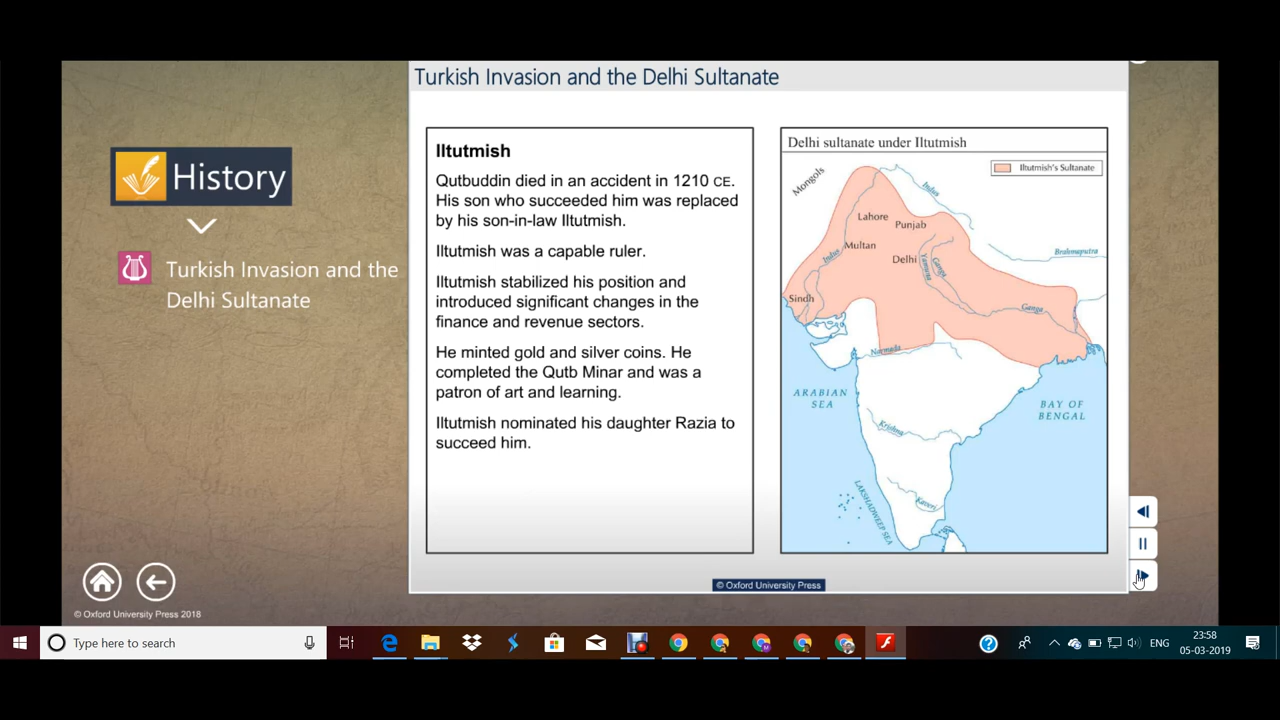 Turkish Invasion and the Delhi Sultanate
History
Turkish Invasion and the
Delhi Sultanate
Iltutmish
Qutbuddin died in an accident in 1210 CE.
His son who succeeded him was replaced
by his son-in-law Iltutmish.
Iltutmish was a capable ruler.
Iltutmish stabilized his position and
introduced significant changes in the
finance and revenue sectors.
He minted gold and silver coins. He
completed the Qutb Minar and was a
patron of art and learning.
Iltutmish nominated his daughter Razia to
succeed him.
Delhi sultanate under Iltutmish
Iltutmish's Sultanate
Mongols
Indus
Lahore
Punjab
Multan
Indus
Delhi
Yamuna
Ganga
Brahmaputra
Sindh
Ganga
Narmada
ARABIAN
SEA
BAY OF
BENGAL
Krishna
Kaveri
LAKSHADWEEP SEA
© Oxford University Press
© Oxford University Press 2018
Type here to search
ENG
23:58
05-03-2019